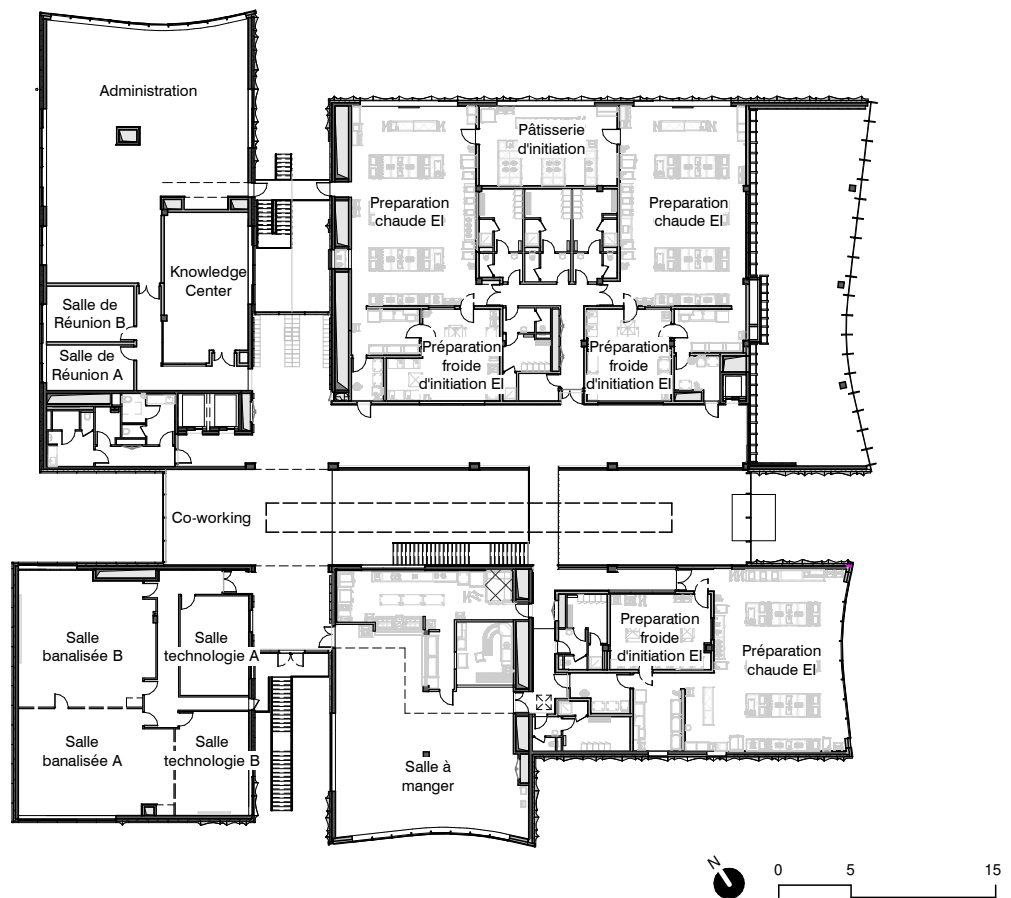 Administration
Pâtisserie
d'initiation
Preparation
chaude EI
Preparation
chaude EI
Knowledge
Center
Salle de
Réunion B
Salle de
Réunion A
Préparation
froide
d'initiation EI
Préparation
froide
d'initiation EI
Co-working
Salle
banalisée B
Salle
technologie A
Preparation
froide
d'initiation EI
Préparation
chaude EI
Salle
banalisée A
Salle
technologie B
Salle à
manger
N
0 5 15